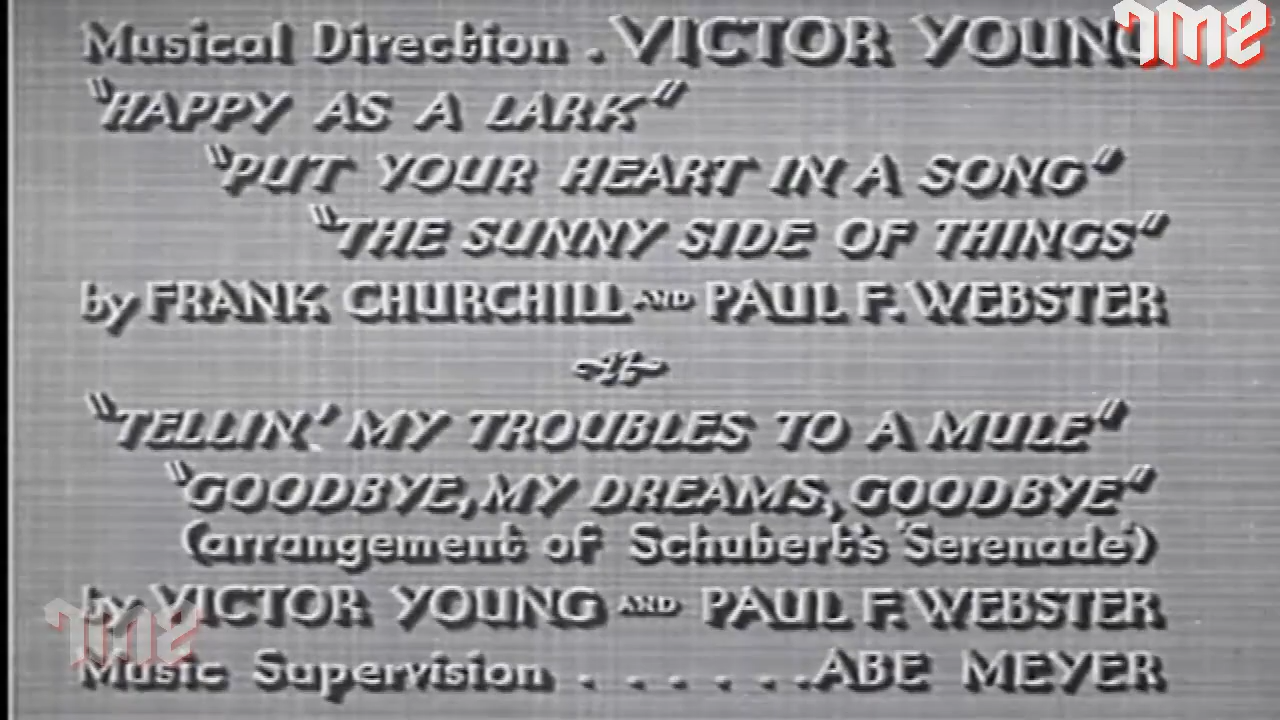 Musical Direction . VICTOR YOUNG
"HAPPY AS A LARK"
"PUT YOUR HEART IN A SONG"
"THE SUNNY SIDE OF THINGS"
by FRANK CHURCHILL AND PAUL F. WEBSTER
"TELLIN' MY TROUBLES TO A MULE"
"GOODBYE, MY DREAMS, GOODBYE"
(arrangement of Schubert's 'Serenade')
by VICTOR YOUNG AND PAUL F. WEBSTER
Music Supervision . . . . . . ABE MEYER